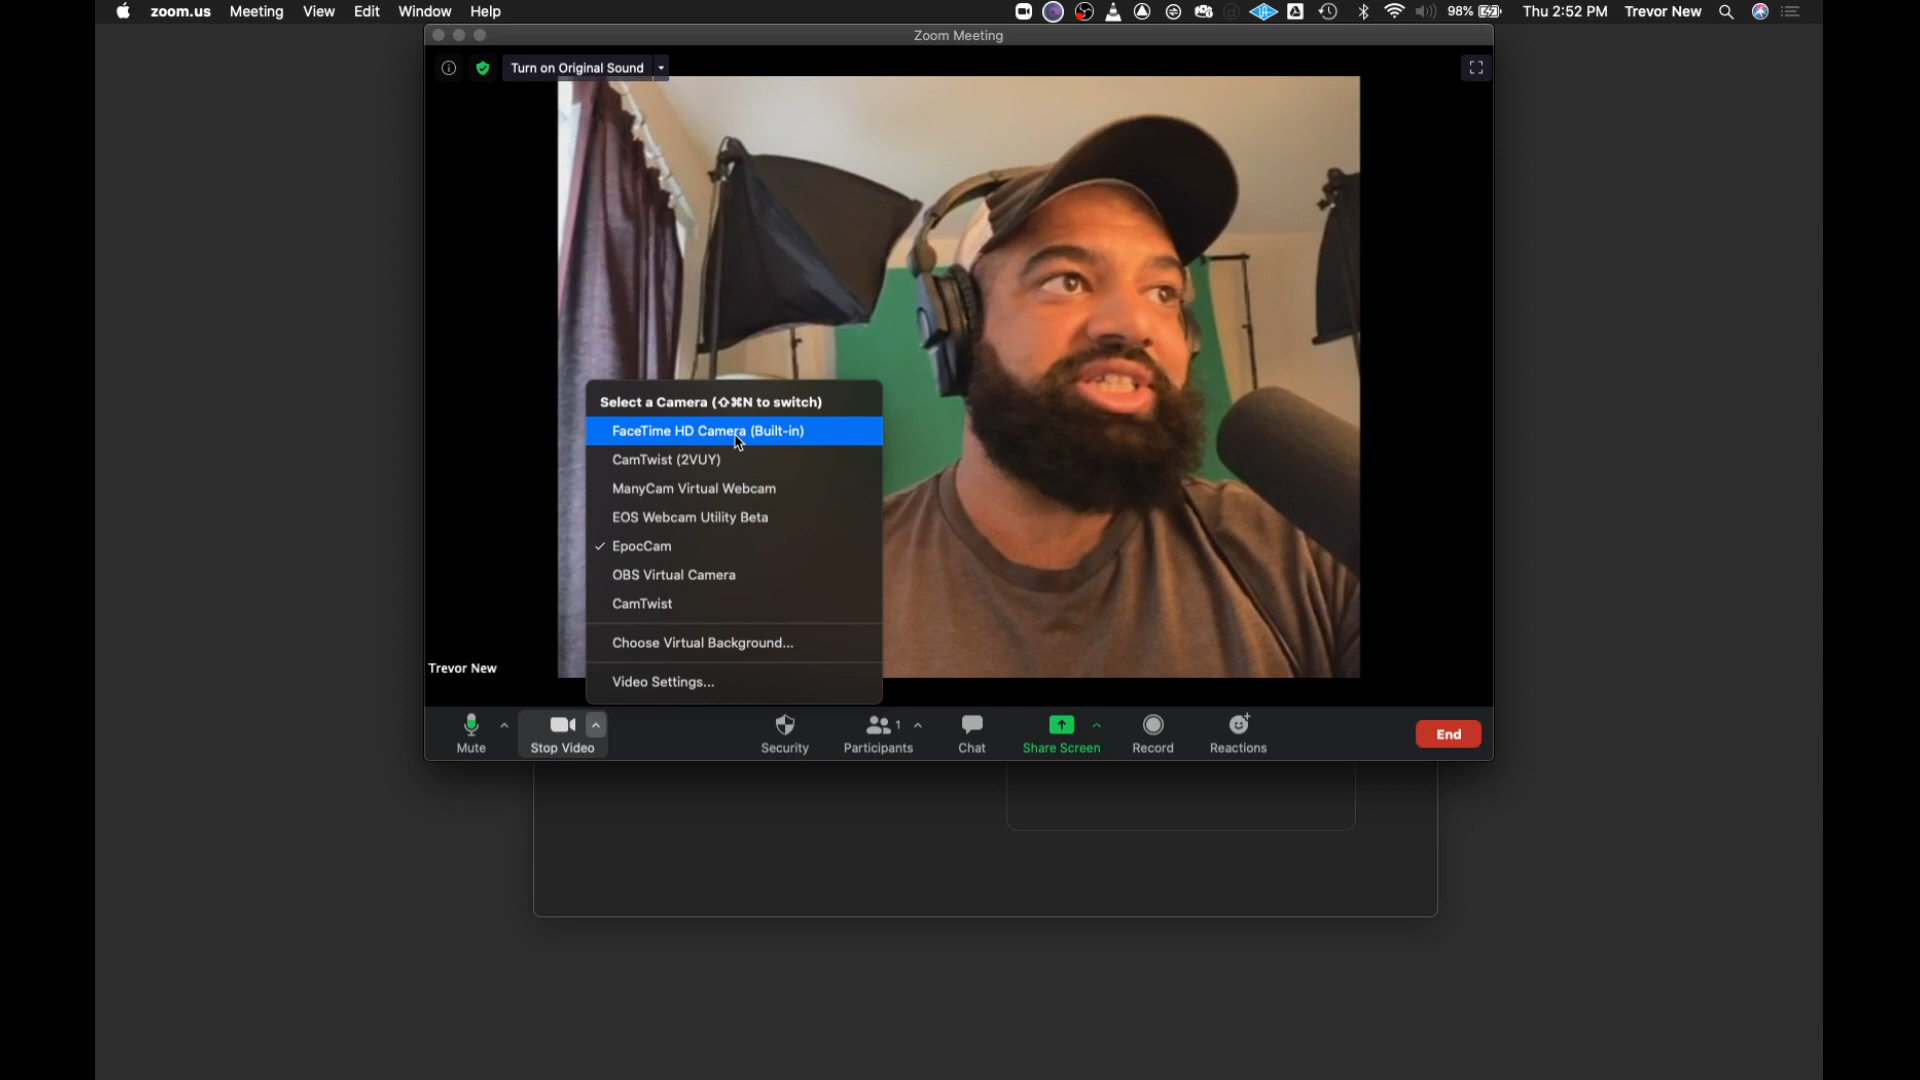 zoom.us Meeting View Edit Window Help 98% Thu 2:52 PM Trevor New
Zoom Meeting
Turn on Original Sound
Select a Camera (⇧⌘N to switch)
FaceTime HD Camera (Built-in)
CamTwist (2VUY)
ManyCam Virtual Webcam
EOS Webcam Utility Beta
✓ EpocCam
OBS Virtual Camera
CamTwist
Choose Virtual Background...
Video Settings...
Trevor New
Mute Stop Video Security Participants 1 Chat Share Screen Record Reactions End